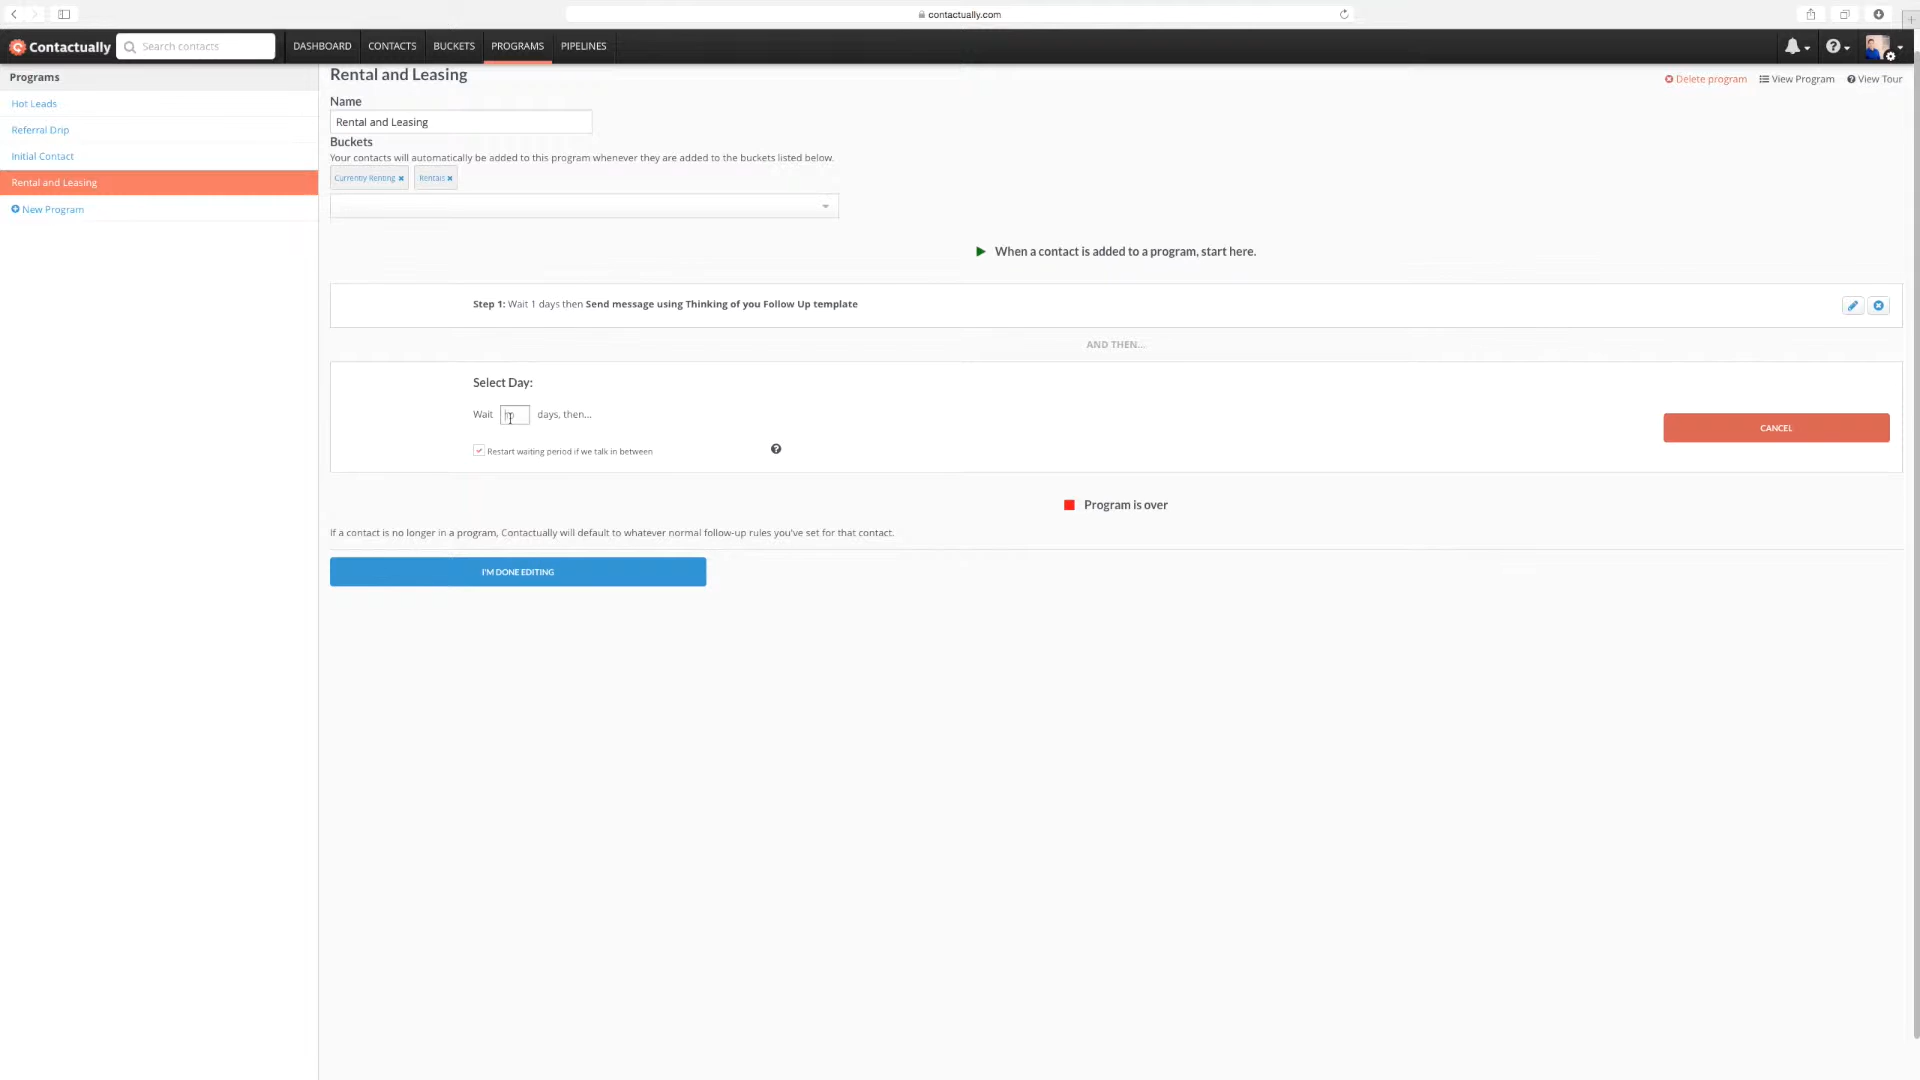 contactually.com
Contactually
Search contacts
DASHBOARD
CONTACTS
BUCKETS
PROGRAMS
PIPELINES
Programs
Hot Leads
Referral Drip
Initial Contact
Rental and Leasing
New Program
Rental and Leasing
Delete program
View Program
View Tour
Name
Rental and Leasing
Buckets
Your contacts will automatically be added to this program whenever they are added to the buckets listed below.
Currently Renting
Rentals
When a contact is added to a program, start here.
Step 1: Wait 1 days then Send message using Thinking of you Follow Up template
AND THEN...
Select Day:
Wait days, then...
Restart waiting period if we talk in between
CANCEL
Program is over
If a contact is no longer in a program, Contactually will default to whatever normal follow-up rules you've set for that contact.
I'M DONE EDITING